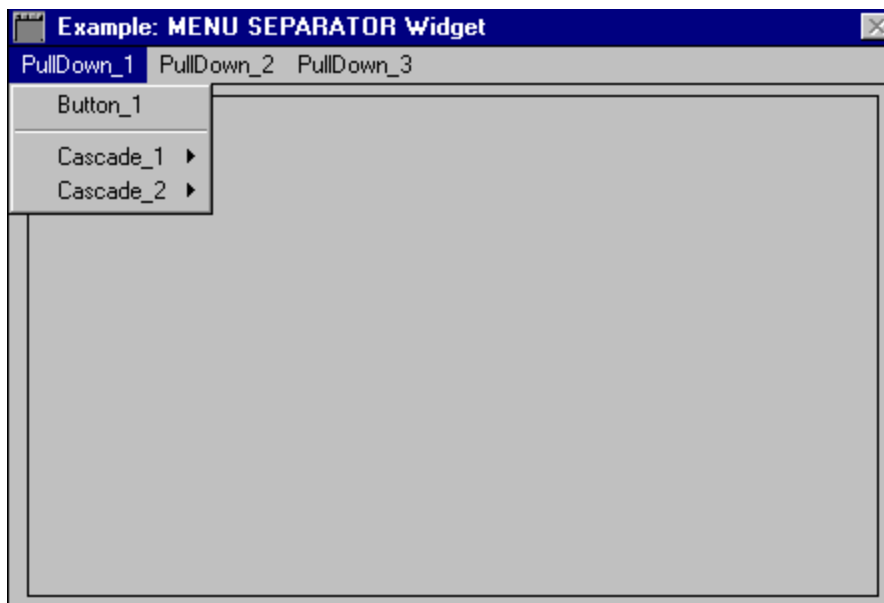 Example: MENU SEPARATOR Widget
PullDown_1 PullDown_2 PullDown_3
Button_1
Cascade_1
Cascade_2